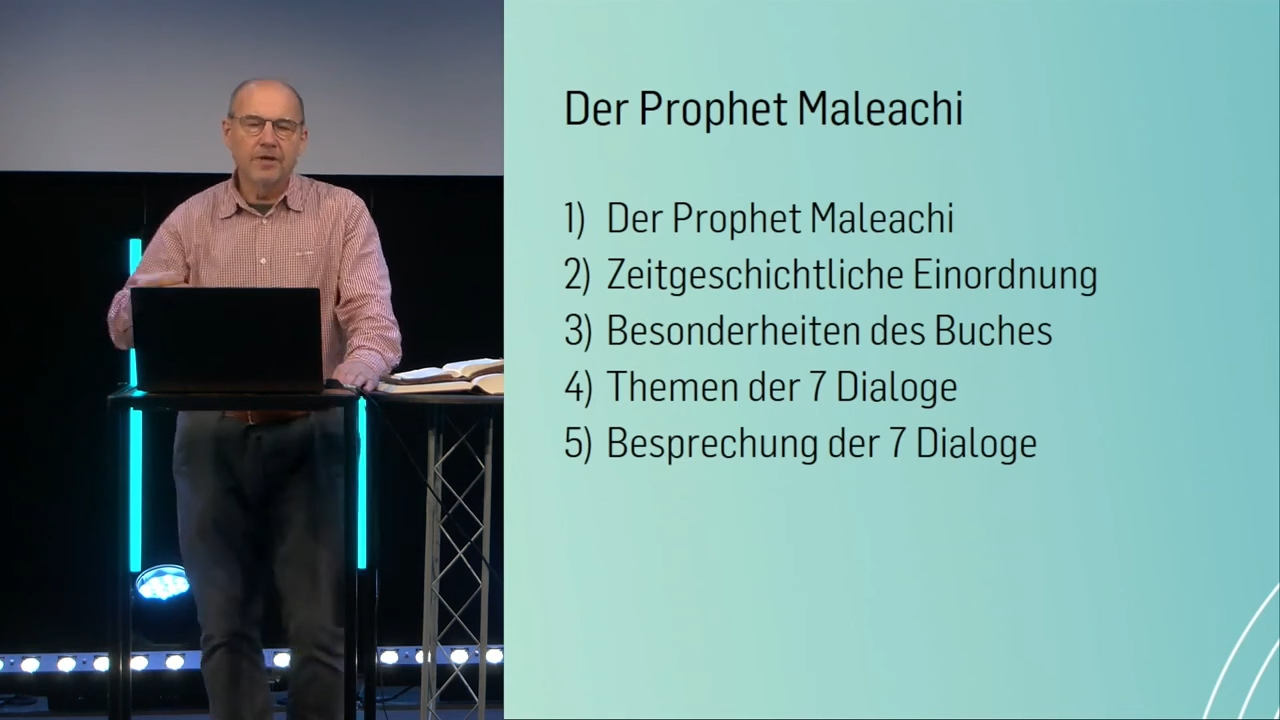 Der Prophet Maleachi
1) Der Prophet Maleachi
2) Zeitgeschichtliche Einordnung
3) Besonderheiten des Buches
4) Themen der 7 Dialoge
5) Besprechung der 7 Dialoge